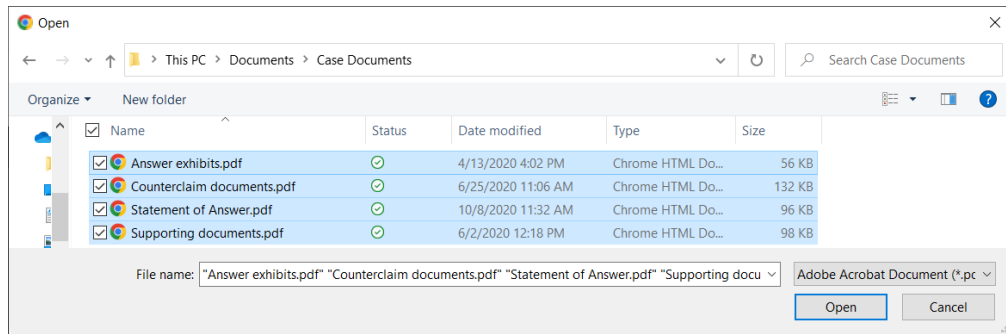 Open
This PC > Documents > Case Documents
Search Case Documents
Organize New folder
Name Status Date modified Type Size
Answer exhibits.pdf 4/13/2020 4:02 PM Chrome HTML Do... 56 KB
Counterclaim documents.pdf 6/25/2020 11:06 AM Chrome HTML Do... 132 KB
Statement of Answer.pdf 10/8/2020 11:32 AM Chrome HTML Do... 96 KB
Supporting documents.pdf 6/2/2020 12:18 PM Chrome HTML Do... 98 KB
File name: "Answer exhibits.pdf" "Counterclaim documents.pdf" "Statement of Answer.pdf" "Supporting docu Adobe Acrobat Document (*.pc
Open Cancel